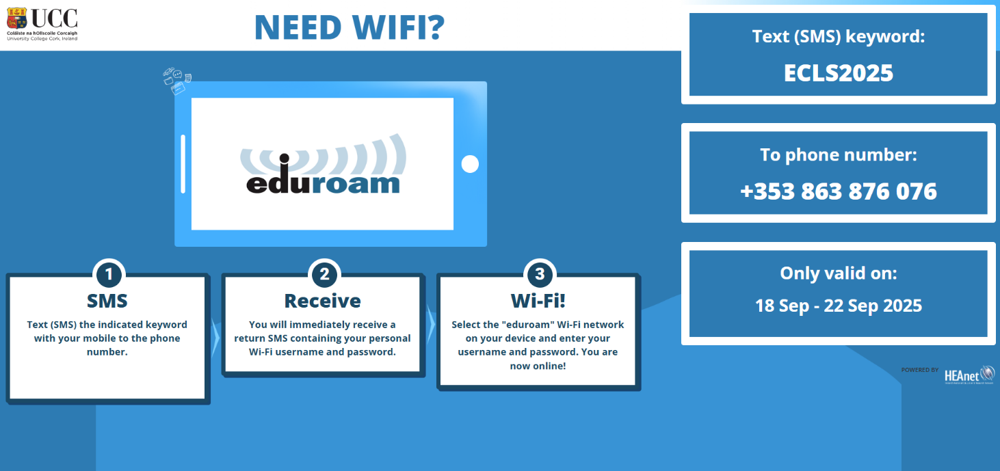 UCC
Coláiste na hOllscoile Corcaigh
University College Cork, Ireland
NEED WIFI?
eduroam
1
SMS
Text (SMS) the indicated keyword
with your mobile to the phone
number.
2
Receive
You will immediately receive a
return SMS containing your personal
Wi-Fi username and password.
3
Wi-Fi!
Select the "eduroam" Wi-Fi network
on your device and enter your
username and password. You are
now online!
Text (SMS) keyword:
ECLS2025
To phone number:
+353 863 876 076
Only valid on:
18 Sep - 22 Sep 2025
POWERED BY
HEAnet